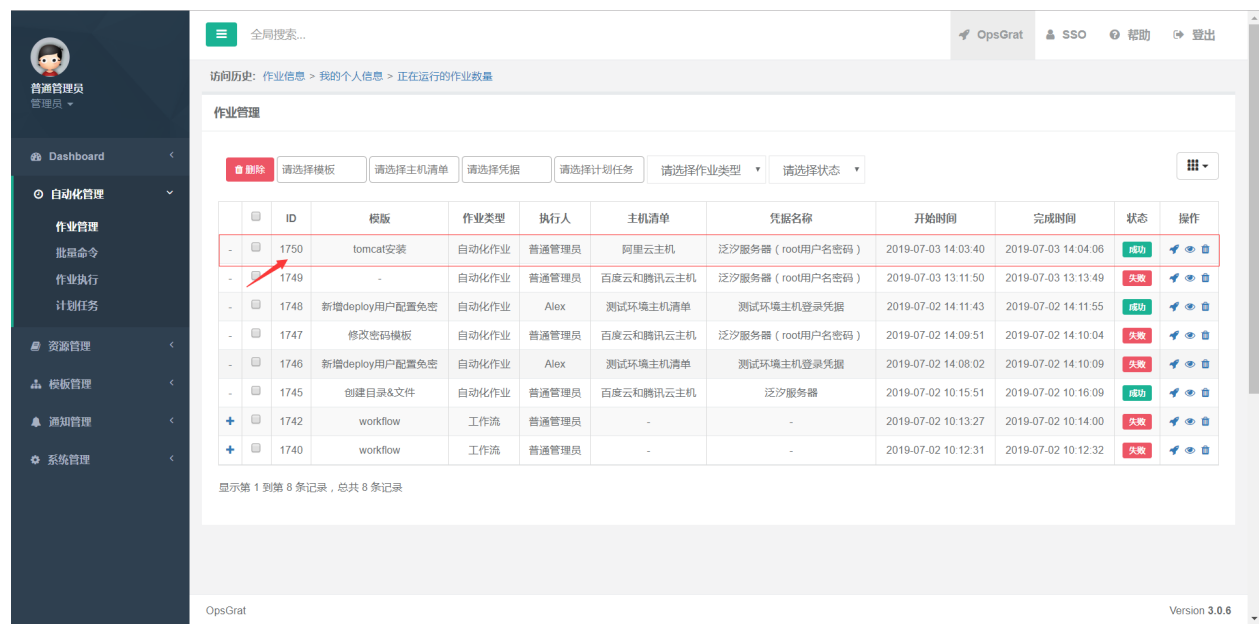 全局搜索...
OpsGrat SSO 帮助 登出
普通管理员
管理员
访问历史: 作业信息 > 我的个人信息 > 正在运行的作业数量
Dashboard
自动化管理
作业管理
批量命令
作业执行
计划任务
资源管理
模板管理
通知管理
系统管理
作业管理
删除 请选择模板 请选择主机清单 请选择凭据 请选择计划任务 请选择作业类型 请选择状态
ID 模版 作业类型 执行人 主机清单 凭据名称 开始时间 完成时间 状态 操作
- 1750 tomcat安装 自动化作业 普通管理员 阿里云主机 泛汐服务器（root用户名密码） 2019-07-03 14:03:40 2019-07-03 14:04:06 成功
- 1749 - 自动化作业 普通管理员 百度云和腾讯云主机 泛汐服务器（root用户名密码） 2019-07-03 13:11:50 2019-07-03 13:13:49 失败
- 1748 新增deploy用户配置免密 自动化作业 Alex 测试环境主机清单 测试环境主机登录凭据 2019-07-02 14:11:43 2019-07-02 14:11:55 成功
- 1747 修改密码模板 自动化作业 普通管理员 百度云和腾讯云主机 泛汐服务器（root用户名密码） 2019-07-02 14:09:51 2019-07-02 14:10:04 失败
- 1746 新增deploy用户配置免密 自动化作业 Alex 测试环境主机清单 测试环境主机登录凭据 2019-07-02 14:08:02 2019-07-02 14:10:09 失败
- 1745 创建目录&文件 自动化作业 普通管理员 百度云和腾讯云主机 泛汐服务器 2019-07-02 10:15:51 2019-07-02 10:16:09 成功
+ 1742 workflow 工作流 普通管理员 - - 2019-07-02 10:13:27 2019-07-02 10:14:00 失败
+ 1740 workflow 工作流 普通管理员 - - 2019-07-02 10:12:31 2019-07-02 10:12:32 失败
显示第 1 到第 8 条记录，总共 8 条记录
OpsGrat
Version 3.0.6